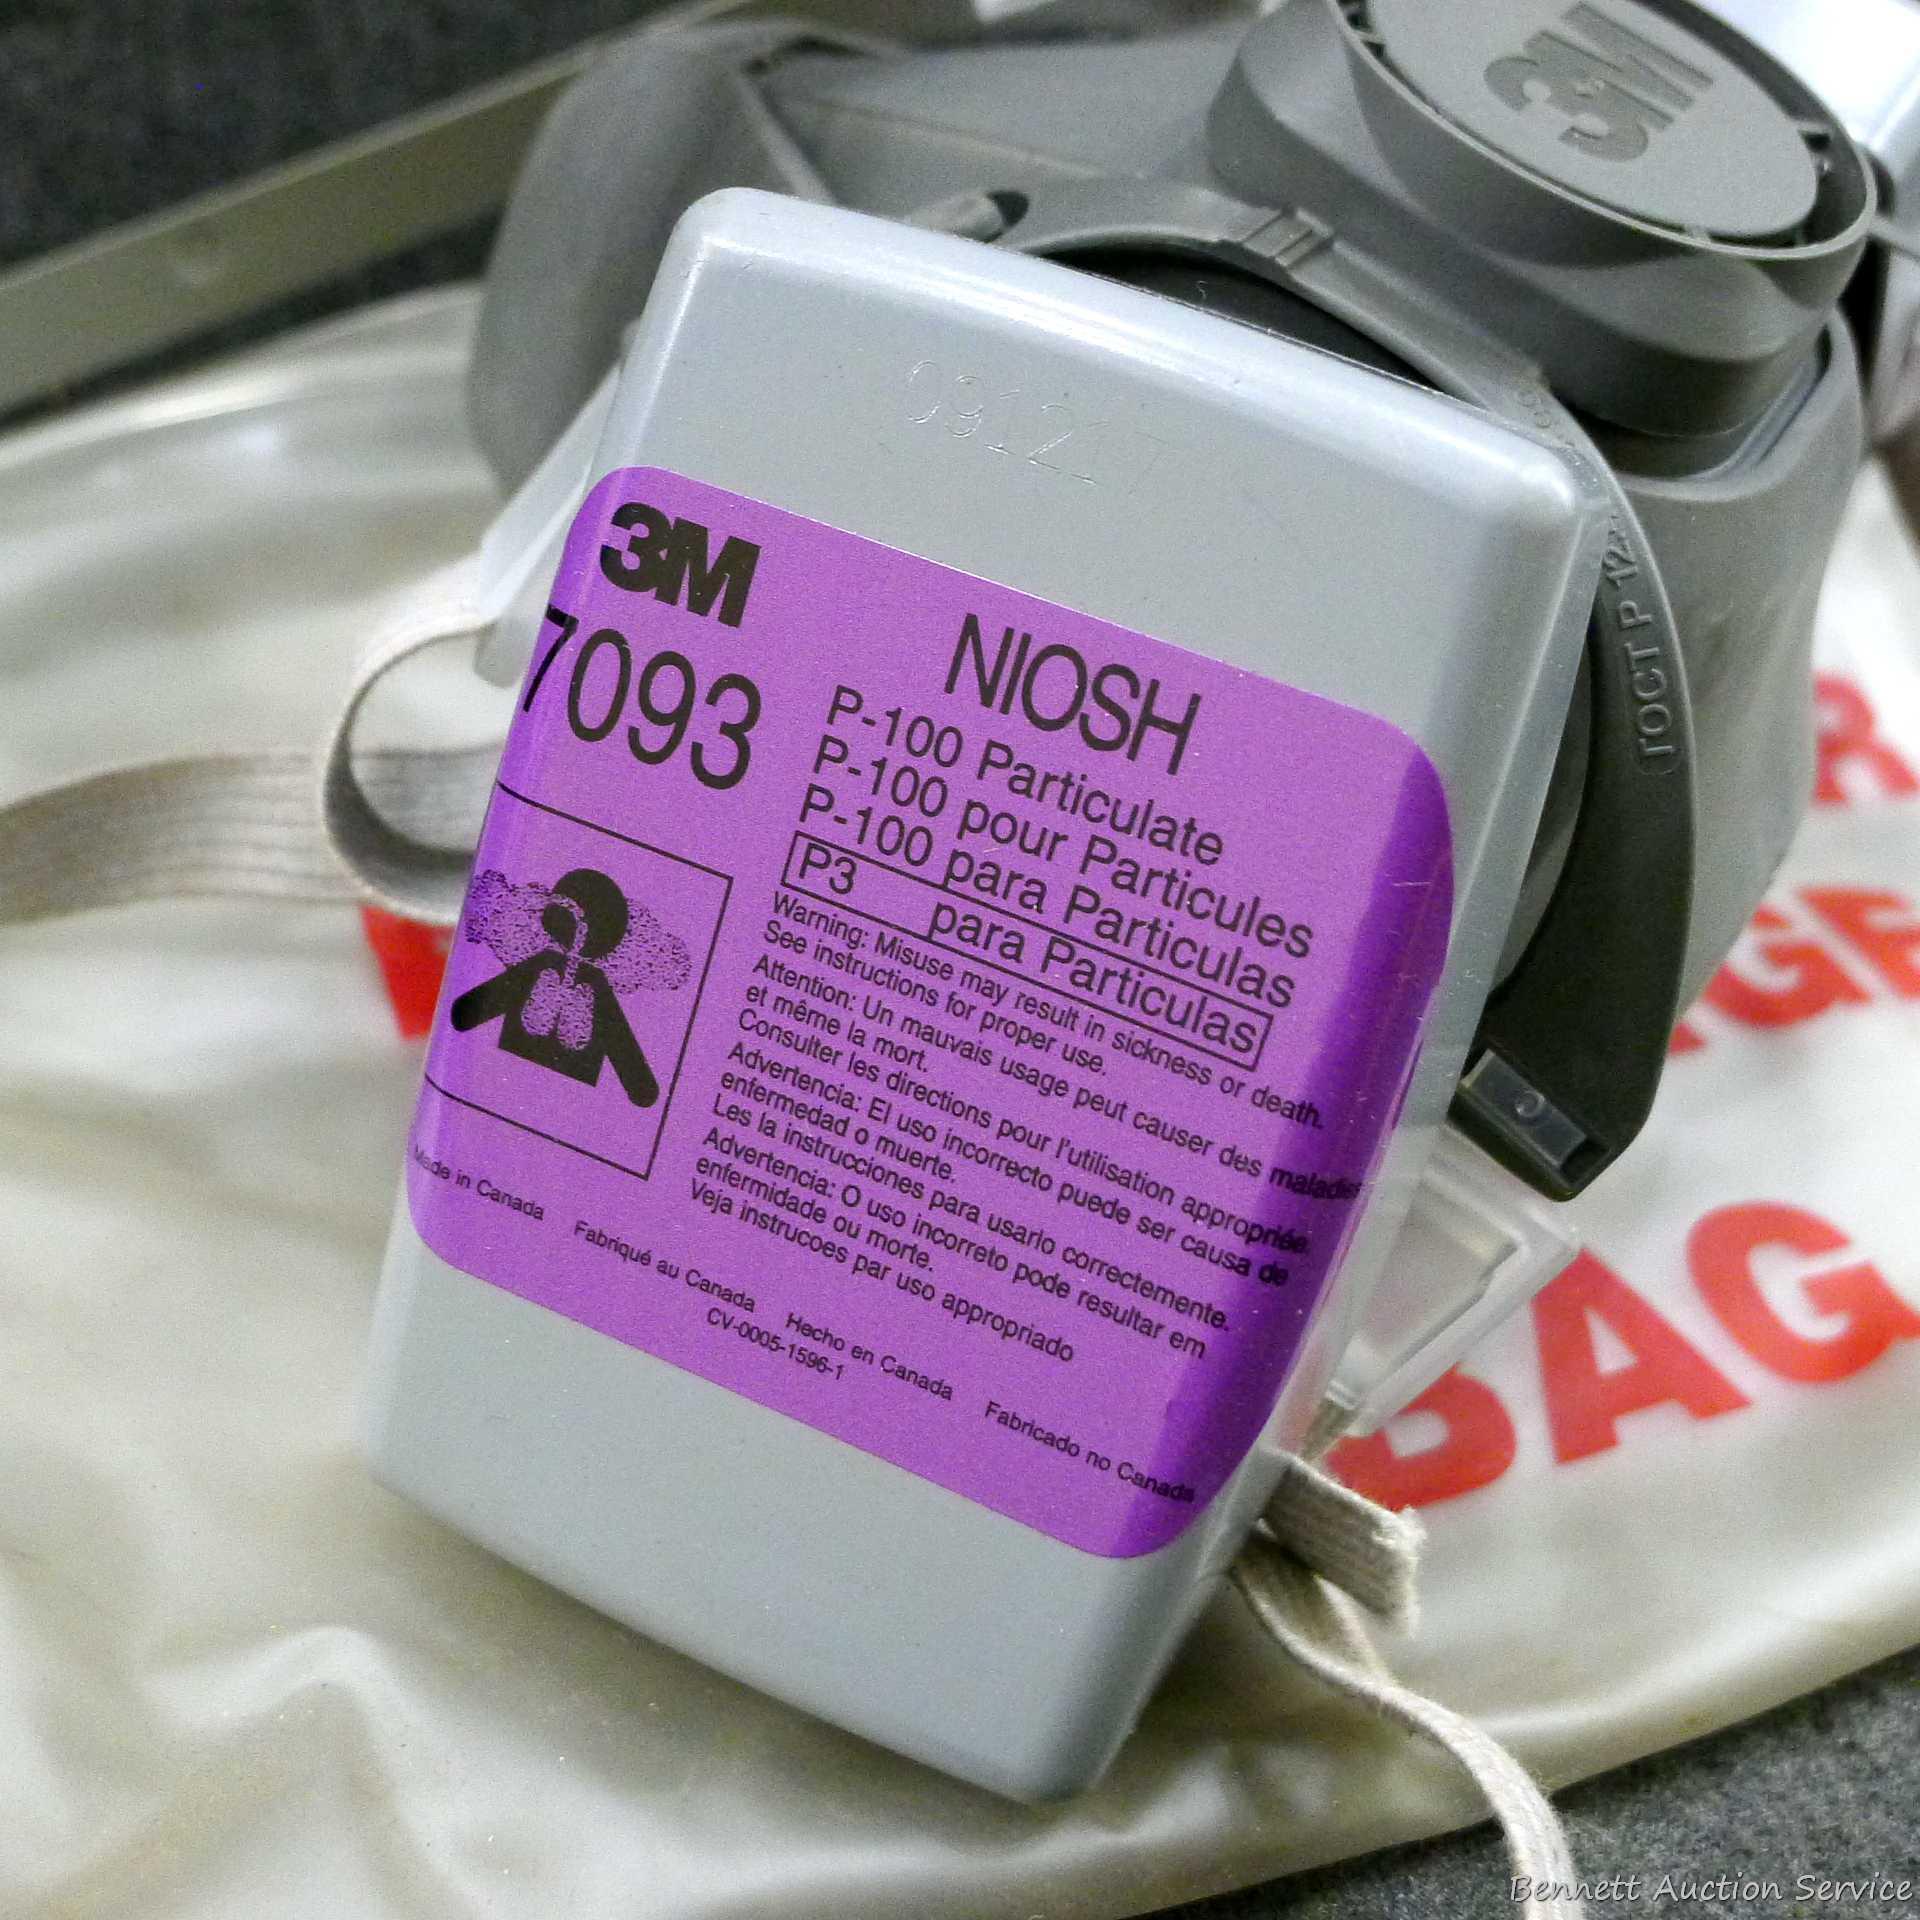 3M
091247
3M
7093
NIOSH
P-100 Particulate
P-100 pour Particules
P-100 para Particulas
P3 para Particulas
Warning: Misuse may result in sickness or death.
See instructions for proper use.
Attention: Un mauvais usage peut causer des maladies
et même la mort.
Consulter les directions pour l'utilisation appropriée.
Advertencia: El uso incorrecto puede ser causa de
enfermedad o muerte.
Les la instrucciones para usarlo correctemente.
Advertencia: O uso incorreto pode resultar em
enfermidade ou morte.
Veja instrucoes par uso appropriado
Made in Canada Fabriqué au Canada Hecho en Canada Fabricado no Canada
CV-0005-1596-1
ГОСТ Р 12
BAG
Bennett Auction Service